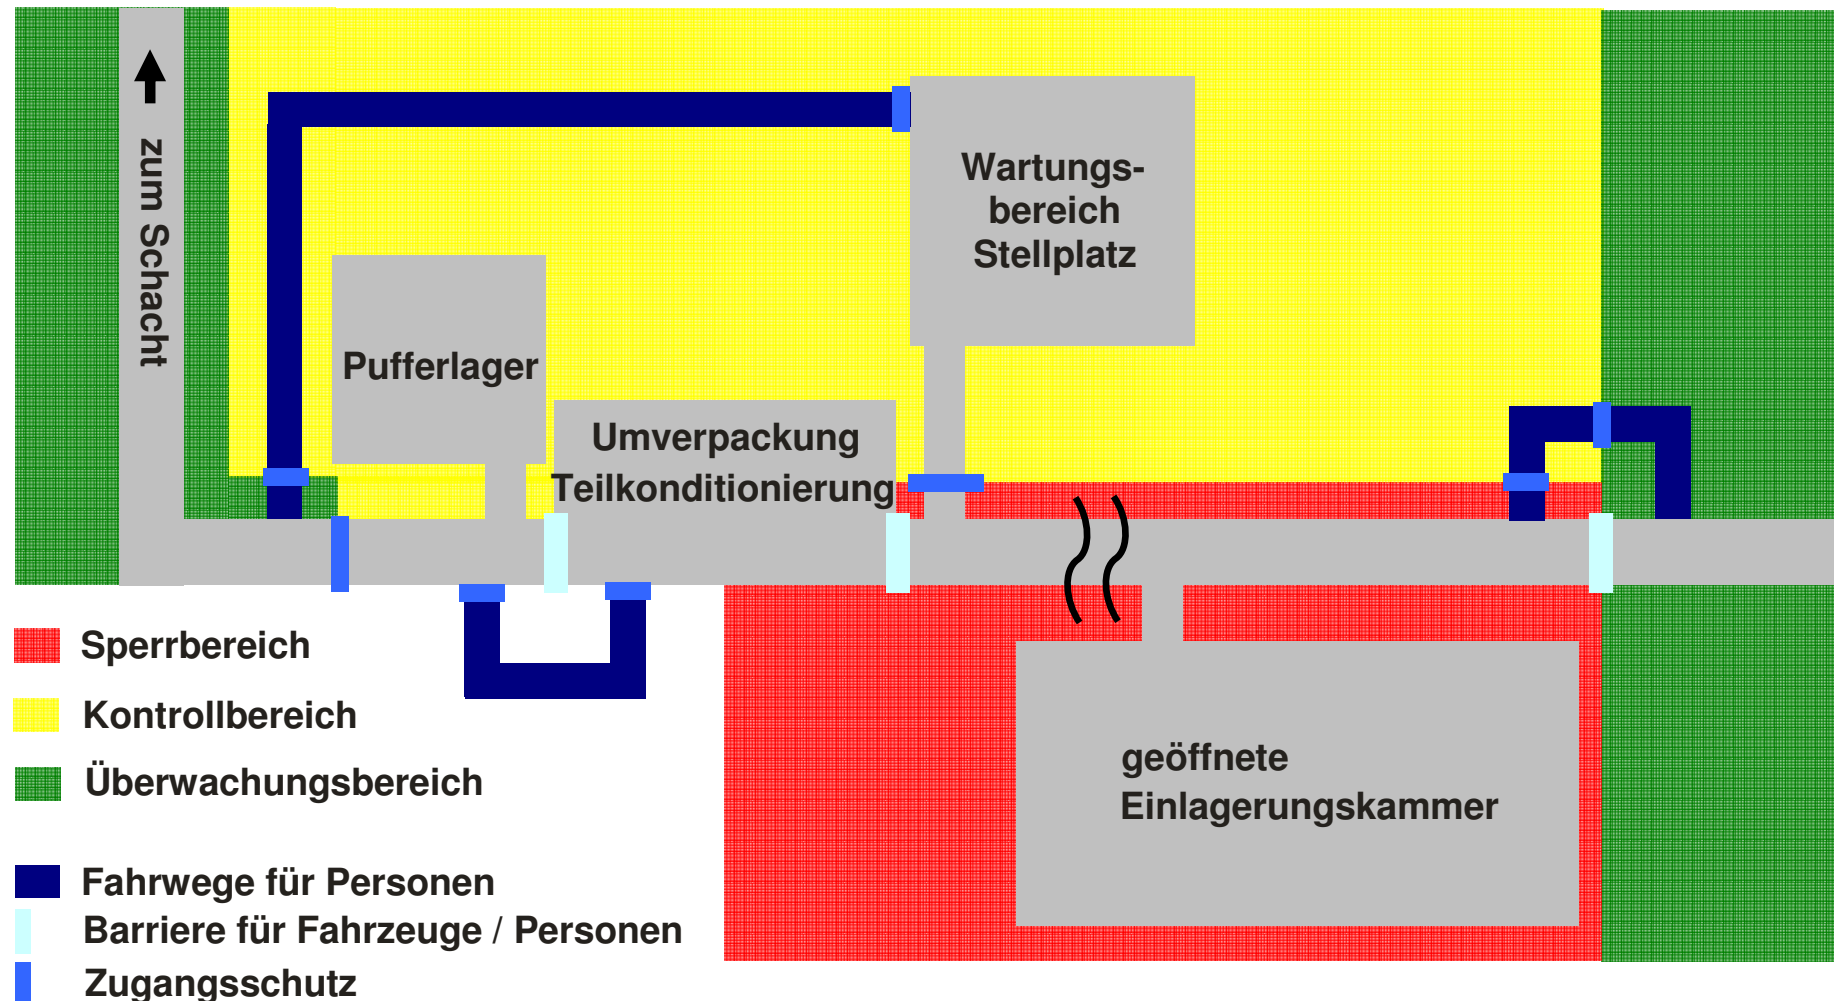 zum Schacht
Wartungs-
bereich
Stellplatz
Pufferlager
Umverpackung
Teilkonditionierung
geöffnete
Einlagerungskammer
Sperrbereich
Kontrollbereich
Überwachungsbereich
Fahrwege für Personen
Barriere für Fahrzeuge / Personen
Zugangsschutz